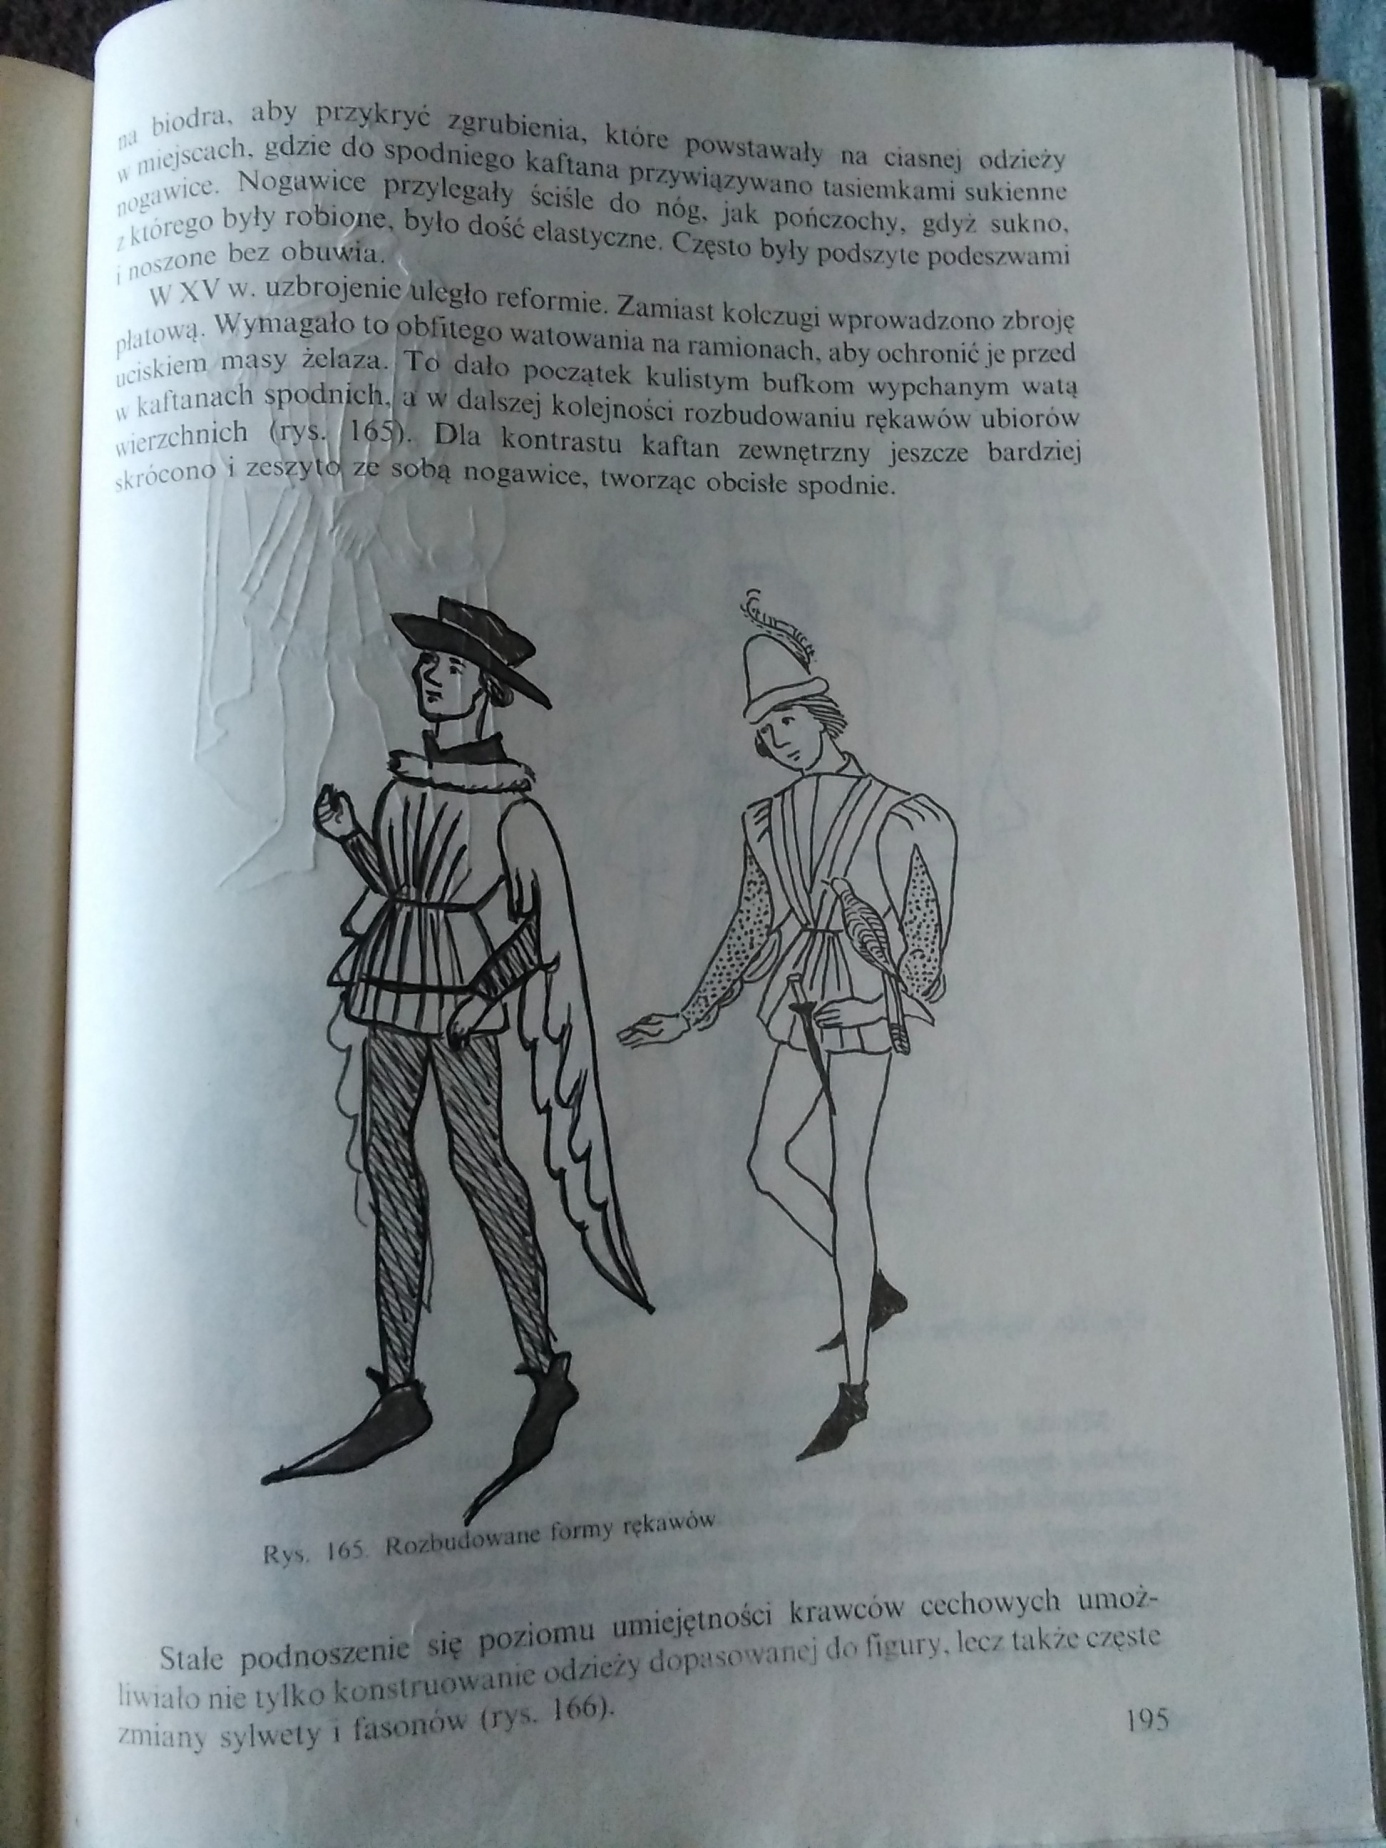 na biodra, aby przykryć zgrubienia, które powstawały na ciasnej odzieży
w miejscach, gdzie do spodniego kaftana przywiązywano tasiemkami sukienne
nogawice. Nogawice przylegały ściśle do nóg, jak pończochy, gdyż sukno,
z którego były robione, było dość elastyczne. Często były podszyte podeszwami
i noszone bez obuwia.
W XV w. uzbrojenie uległo reformie. Zamiast kolczugi wprowadzono zbroję
płatową. Wymagało to obfitego watowania na ramionach, aby ochronić je przed
uciskiem masy żelaza. To dało początek kulistym bufkom wypchanym watą
w kaftanach spodnich, a w dalszej kolejności rozbudowaniu rękawów ubiorów
wierzchnich (rys. 165). Dla kontrastu kaftan zewnętrzny jeszcze bardziej
skrócono i zeszyto ze sobą nogawice, tworząc obcisłe spodnie.
Rys. 165. Rozbudowane formy rękawów
Stałe podnoszenie się poziomu umiejętności krawców cechowych umoż-
liwiało nie tylko konstruowanie odzieży dopasowanej do figury, lecz także częste
zmiany sylwety i fasonów (rys. 166).
195